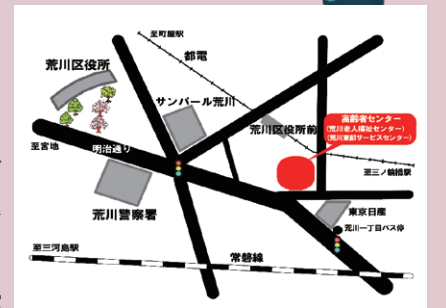 至町屋駅
都電
荒川区役所
サンパール荒川
高齢者センター
(荒川老人福祉センター)
(荒川東部サービスセンター)
荒川区役所前
至宮地
明治通り
至三ノ輪橋駅
荒川警察署
東京日産
荒川一丁目バス停
至三河島駅
常磐線